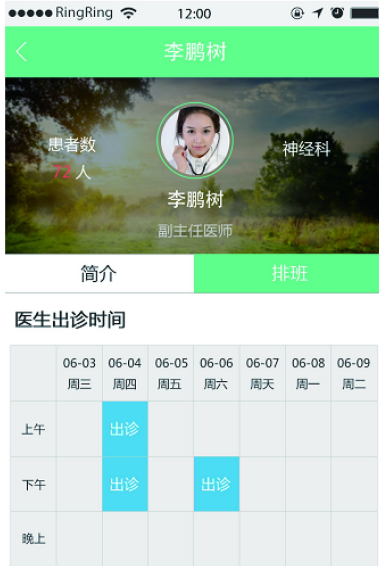 RingRing 12:00
李鹏树
患者数
72 人
神经科
李鹏树
副主任医师
简介 排班
医生出诊时间
06-03 06-04 06-05 06-06 06-07 06-08 06-09
周三 周四 周五 周六 周天 周一 周二
上午 出诊
下午 出诊 出诊
晚上